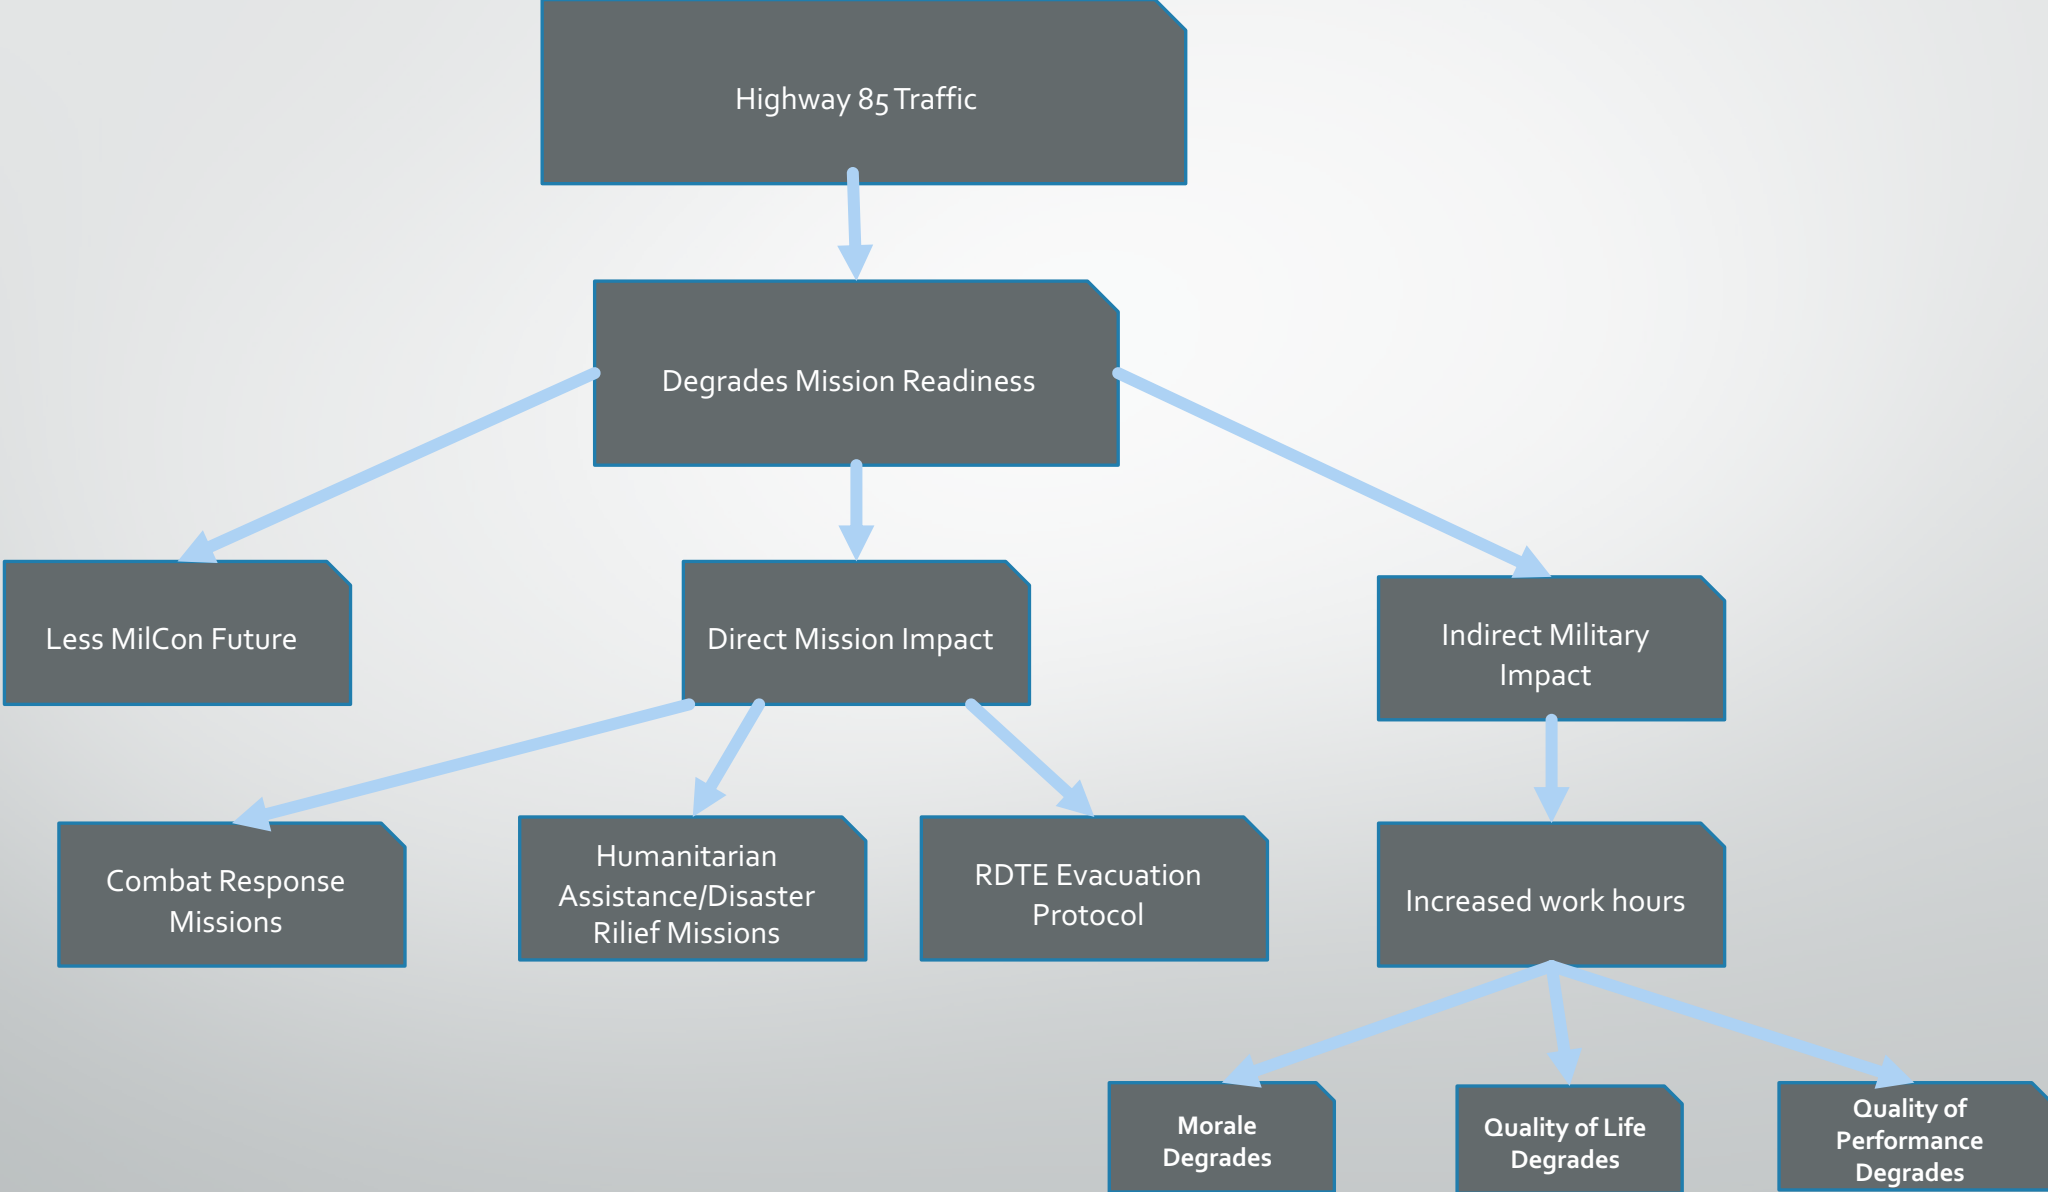 Highway 85 Traffic
Degrades Mission Readiness
Less MilCon Future
Direct Mission Impact
Indirect Military
Impact
Combat Response
Missions
Humanitarian
Assistance/Disaster
Rilief Missions
RDTE Evacuation
Protocol
Increased work hours
Morale
Degrades
Quality of Life
Degrades
Quality of
Performance
Degrades